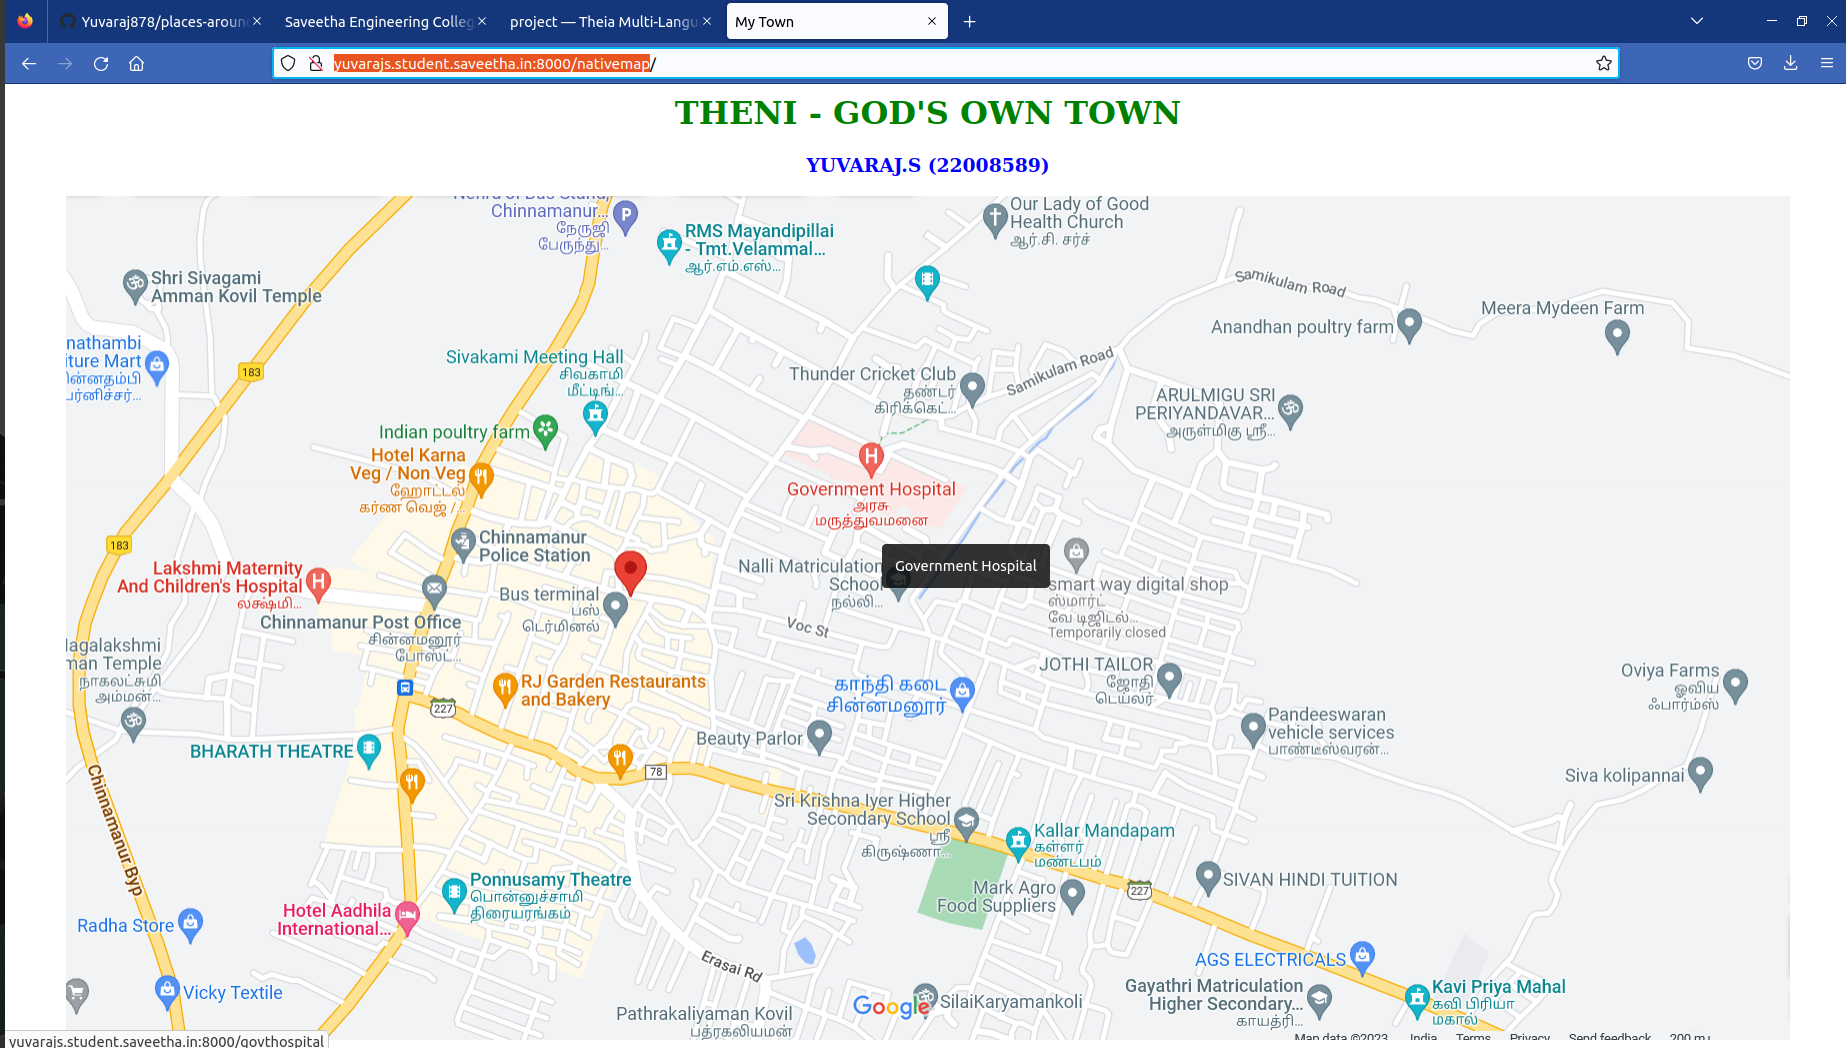 Yuvaraj878/places-aroun
Saveetha Engineering Colleg
project — Theia Multi-Langu
My Town
yuvarajs.student.saveetha.in:8000/nativemap/
THENI - GOD'S OWN TOWN
YUVARAJ.S (22008589)
Chinnamanur...
நேருஜி
பேருந்து...
RMS Mayandipillai
- Tmt.Velammal...
ஆர்.எம்.எஸ்...
Our Lady of Good
Health Church
ஆர்.சி. சர்ச்
Shri Sivagami
Amman Kovil Temple
Samikulam Road
Meera Mydeen Farm
Anandhan poultry farm
nathambi
iture Mart
பர்னிச்சர்...
183
Sivakami Meeting Hall
சிவகாமி
மீட்டிங்...
Thunder Cricket Club
தண்டர்
கிரிக்கெட்...
Samikulam Road
ARULMIGU SRI
PERIYANDAVAR...
அருள்மிகு ஸ்ரீ...
Indian poultry farm
Hotel Karna
Veg / Non Veg
ஹோட்டல்
கர்ண வெஜ் /...
Government Hospital
அரசு
மருத்துவமனை
183
Chinnamanur
Police Station
Lakshmi Maternity
And Children's Hospital
லக்ஷ்மி...
Nalli Matriculation
School
நல்லி...
Government Hospital
smart way digital shop
ஸ்மார்ட்
வே டிஜிடல்...
Temporarily closed
Bus terminal
பஸ்
டெர்மினல்
Chinnamanur Post Office
சின்னமனூர்
போஸ்ட்...
Voc St
agalakshmi
man Temple
நாகலட்சுமி
அம்மன்...
JOTHI TAILOR
ஜோதி
டெய்லர்
Oviya Farms
ஓவிய
ஃபார்ம்ஸ்
RJ Garden Restaurants
and Bakery
227
காந்தி கடை
சின்னமனூர்
Pandeeswaran
vehicle services
பாண்டீஸ்வரன்...
Beauty Parlor
BHARATH THEATRE
78
Siva kolipannai
Chinnamanur Byp
Sri Krishna Iyer Higher
Secondary School
ஸ்ரீ
கிருஷ்ணா...
Kallar Mandapam
கள்ளர்
மண்டபம்
Ponnusamy Theatre
பொன்னுச்சாமி
திரையரங்கம்
Mark Agro
Food Suppliers
227
SIVAN HINDI TUITION
Hotel Aadhila
International...
Radha Store
Erasai Rd
AGS ELECTRICALS
Vicky Textile
Gayathri Matriculation
Higher Secondary...
காயத்ரி...
Kavi Priya Mahal
கவி பிரியா
மகால்
Google
SilaiKaryamankoli
Pathrakaliyaman Kovil
பத்ரகலியமன்
Map data ©2023 India Terms Privacy Send feedback 200 m
yuvarajs.student.saveetha.in:8000/govthospital